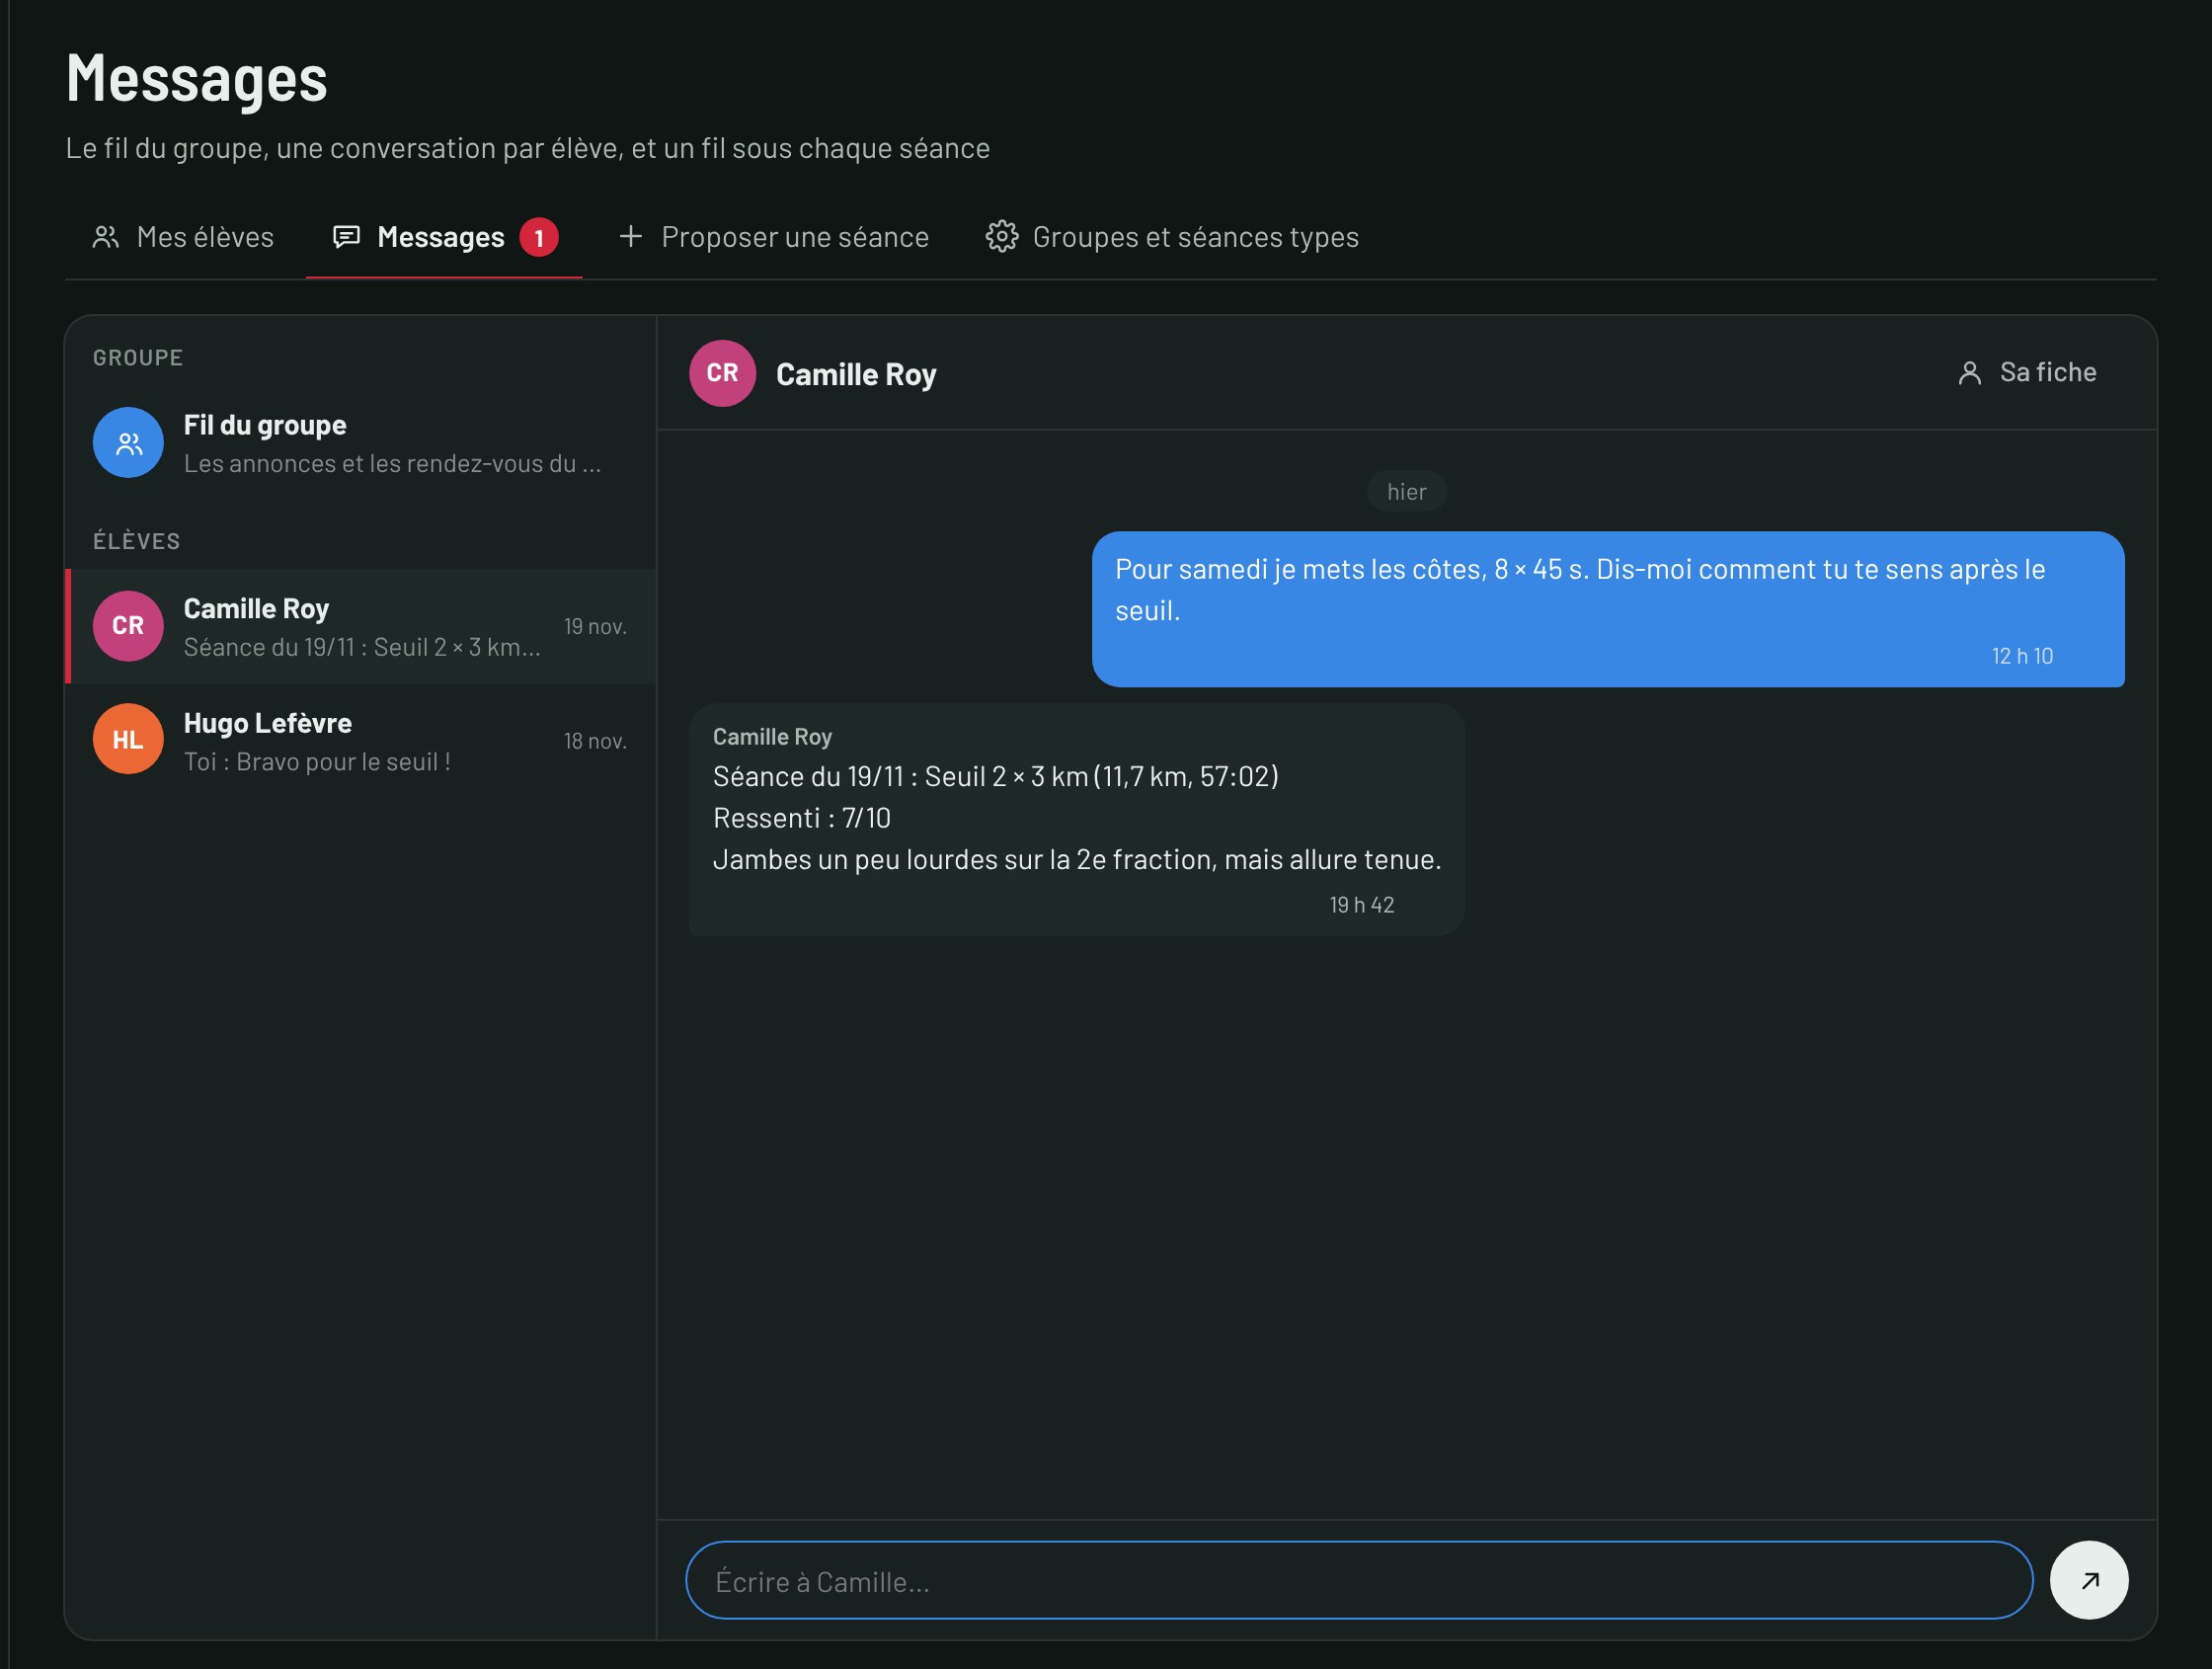 Messages
Le fil du groupe, une conversation par élève, et un fil sous chaque séance
Mes élèves
Messages 1
Proposer une séance
Groupes et séances types
GROUPE
Fil du groupe
Les annonces et les rendez-vous du ...
ÉLÈVES
CR
Camille Roy
Séance du 19/11 : Seuil 2 × 3 km...
19 nov.
HL
Hugo Lefèvre
Toi : Bravo pour le seuil !
18 nov.
CR
Camille Roy
Sa fiche
hier
Pour samedi je mets les côtes, 8 × 45 s. Dis-moi comment tu te sens après le
seuil.
12 h 10
Camille Roy
Séance du 19/11 : Seuil 2 × 3 km (11,7 km, 57:02)
Ressenti : 7/10
Jambes un peu lourdes sur la 2e fraction, mais allure tenue.
19 h 42
Écrire à Camille...